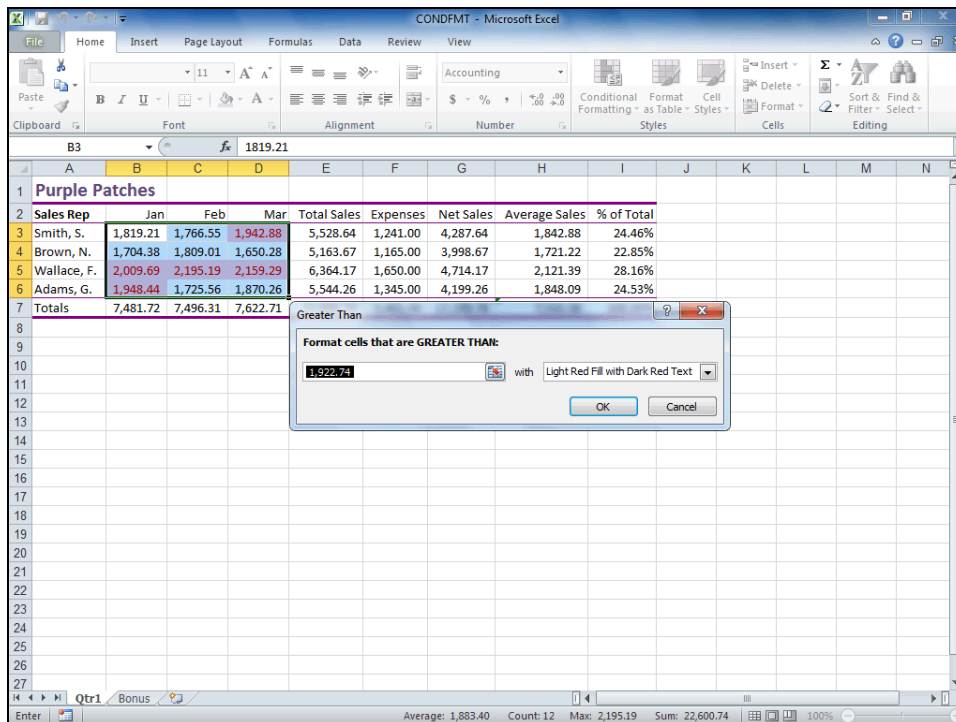 CONDFMT - Microsoft Excel
File Home Insert Page Layout Formulas Data Review View
Paste
Clipboard
11
B I U A
Font
Alignment
Accounting
$ % ,
Number
Conditional Formatting
Format as Table
Cell Styles
Styles
Insert
Delete
Format
Cells
Σ
Sort & Filter
Find & Select
Editing
B3 fx 1819.21
A B C D E F G H I J K L M N
1 Purple Patches
2 Sales Rep Jan Feb Mar Total Sales Expenses Net Sales Average Sales % of Total
3 Smith, S. 1,819.21 1,766.55 1,942.88 5,528.64 1,241.00 4,287.64 1,842.88 24.46%
4 Brown, N. 1,704.38 1,809.01 1,650.28 5,163.67 1,165.00 3,998.67 1,721.22 22.85%
5 Wallace, F. 2,009.69 2,195.19 2,159.29 6,364.17 1,650.00 4,714.17 2,121.39 28.16%
6 Adams, G. 1,948.44 1,725.56 1,870.26 5,544.26 1,345.00 4,199.26 1,848.09 24.53%
7 Totals 7,481.72 7,496.31 7,622.71
Greater Than
Format cells that are GREATER THAN:
1,922.74 with Light Red Fill with Dark Red Text
OK Cancel
8
9
10
11
12
13
14
15
16
17
18
19
20
21
22
23
24
25
26
27
Qtr1 Bonus
Enter Average: 1,883.40 Count: 12 Max: 2,195.19 Sum: 22,600.74 100%